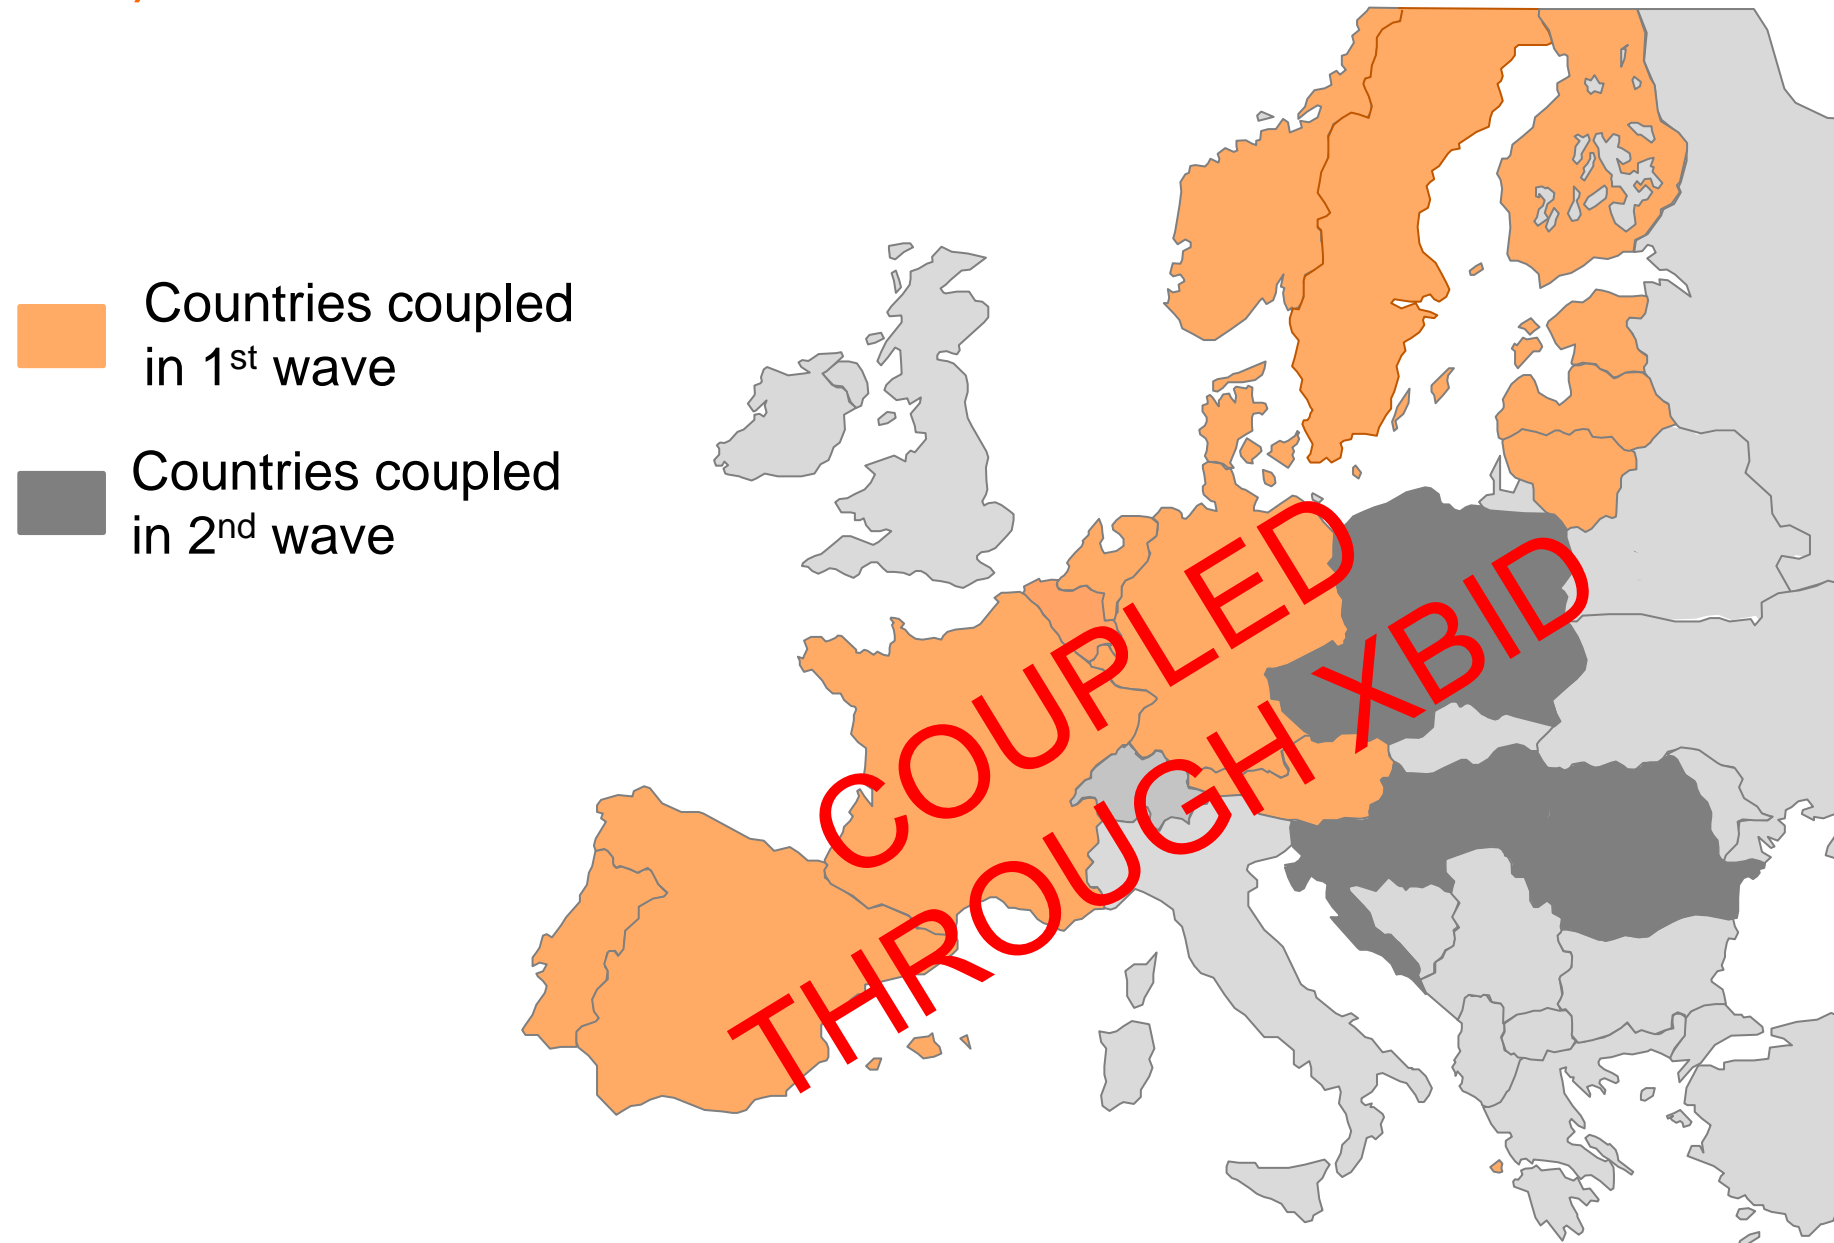 Countries coupled
in 1st wave
Countries coupled
in 2nd wave
COUPLED
THROUGH XBID